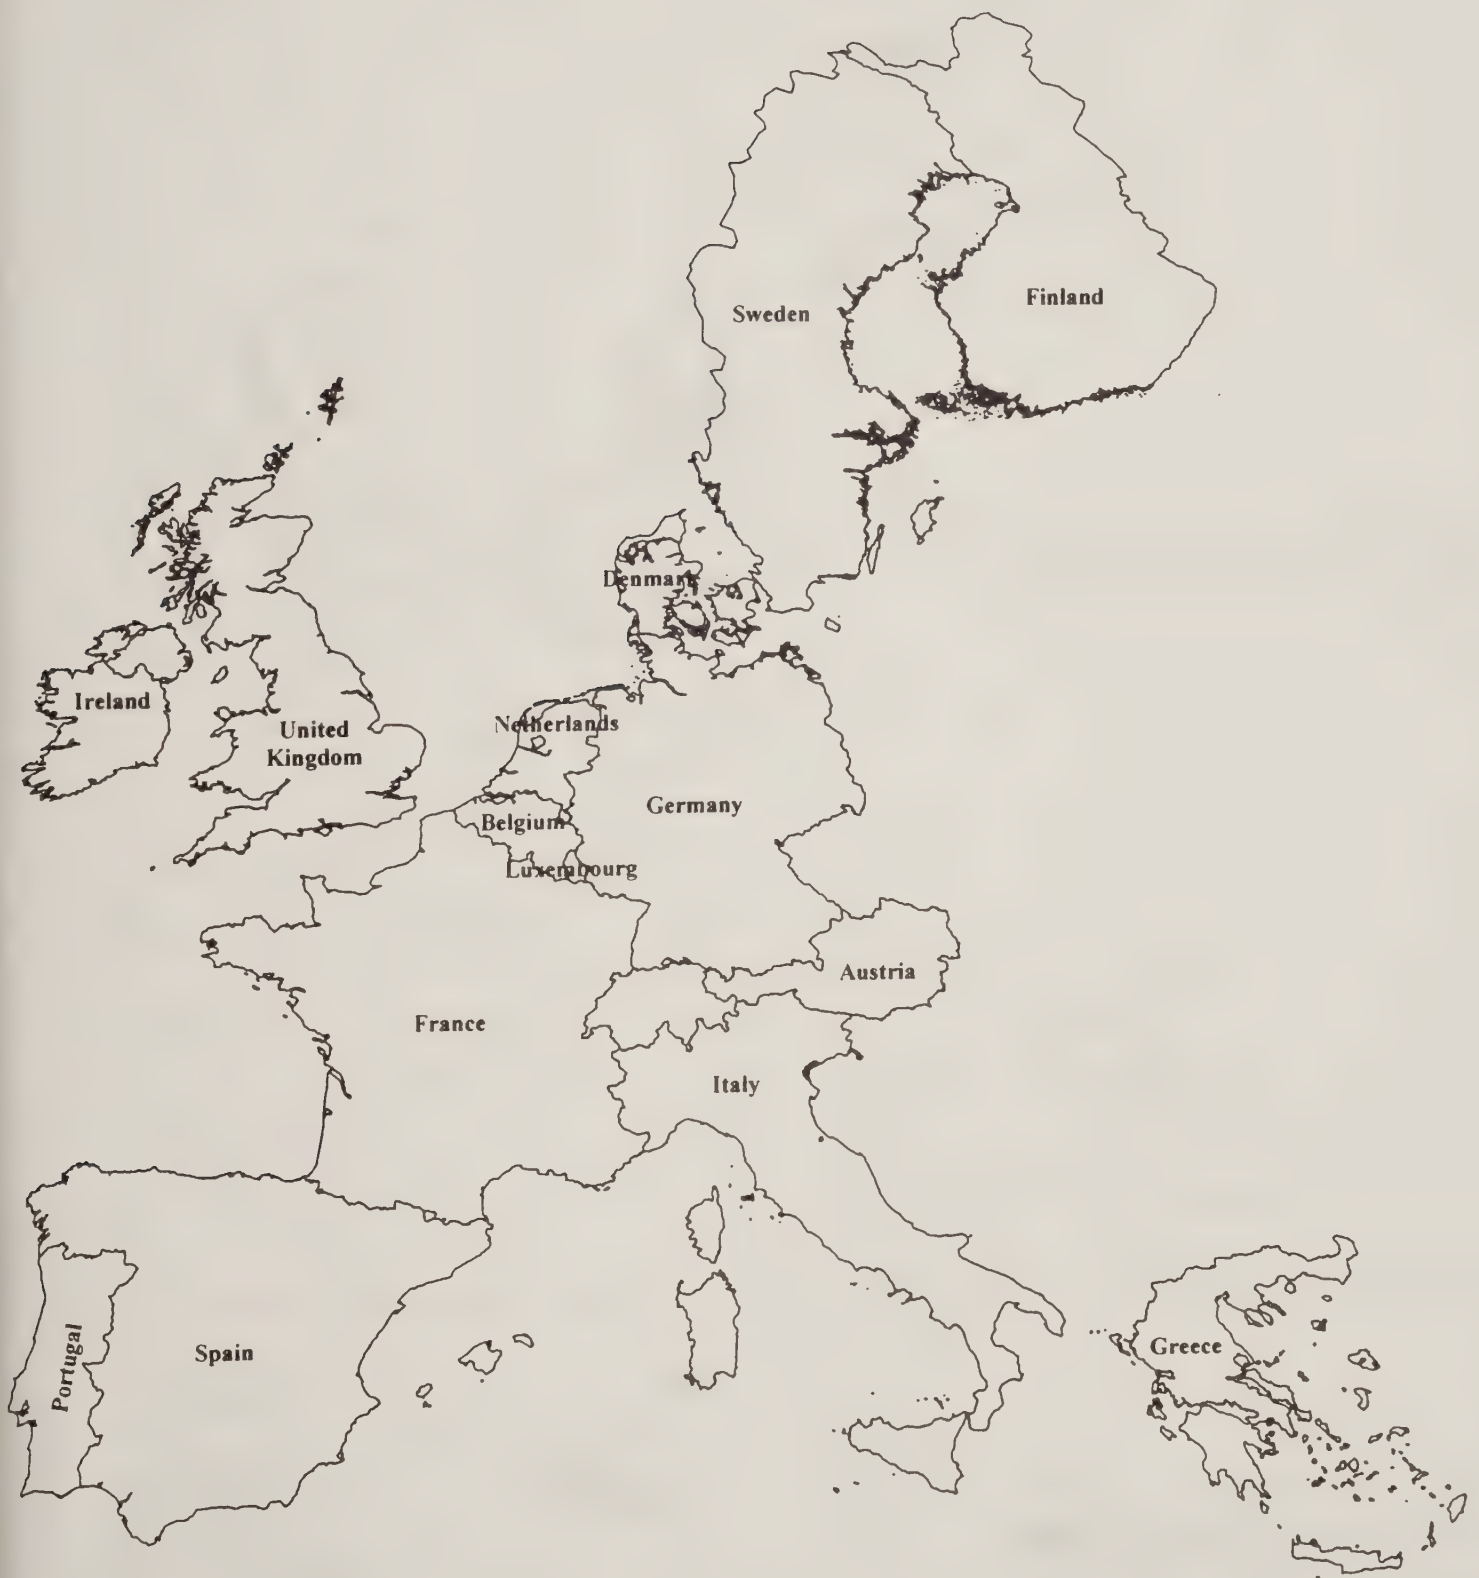 Sweden
Finland
Denmark
Ireland
United
Kingdom
Netherlands
Germany
Belgium
Luxembourg
Austria
France
Italy
Portugal
Spain
Greece